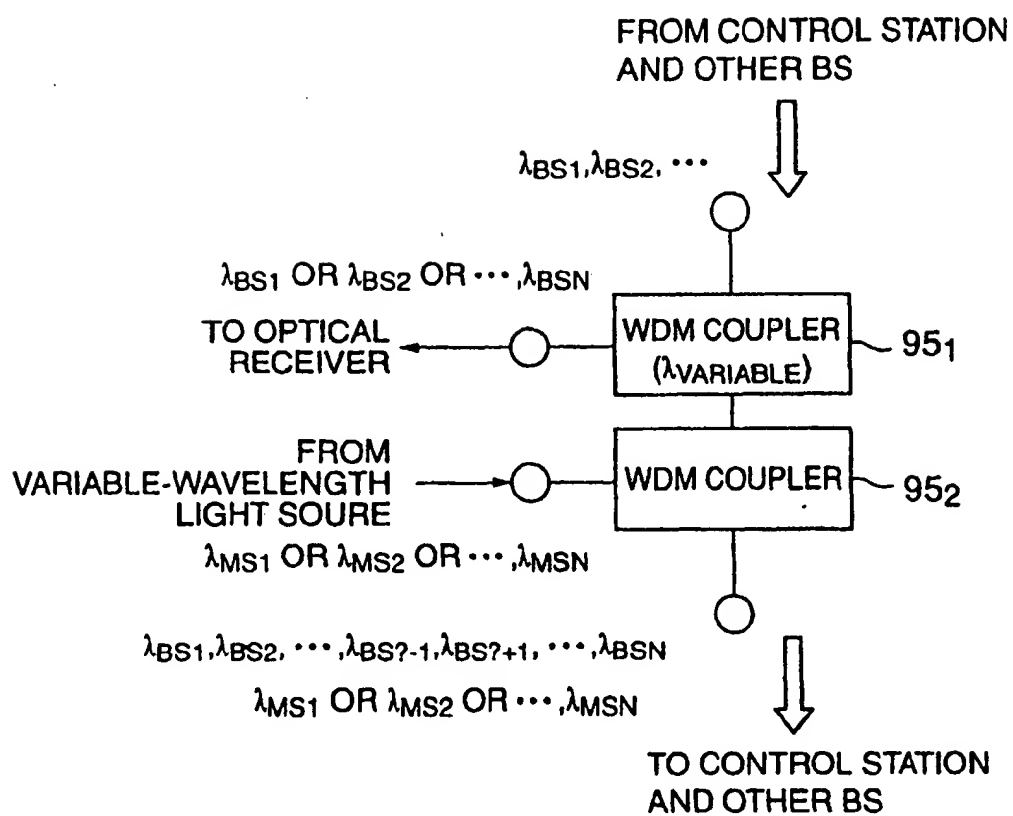 FROM CONTROL STATION
AND OTHER BS
λBS1,λBS2, ···
λBS1 OR λBS2 OR ···,λBSN
TO OPTICAL
RECEIVER
WDM COUPLER
(λVARIABLE)
95₁
FROM
VARIABLE-WAVELENGTH
LIGHT SOURE
WDM COUPLER
95₂
λMS1 OR λMS2 OR ···,λMSN
λBS1,λBS2, ···,λBS?-1,λBS?+1, ···,λBSN
λMS1 OR λMS2 OR ···,λMSN
TO CONTROL STATION
AND OTHER BS